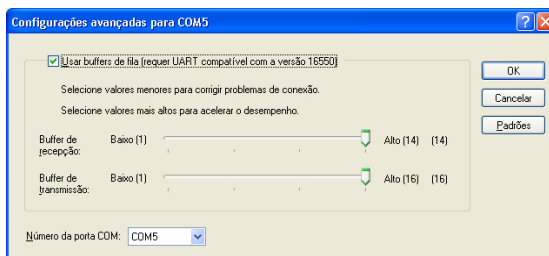 Configurações avançadas para COM5
Usar buffers de fila (requer UART compatível com a versão 16550)
OK
Selecione valores menores para corrigir problemas de conexão.
Cancelar
Selecione valores mais altos para acelerar o desempenho.
Padrões
Buffer de recepção: Baixo (1) Alto (14) (14)
Buffer de transmissão: Baixo (1) Alto (16) (16)
Número da porta COM: COM5